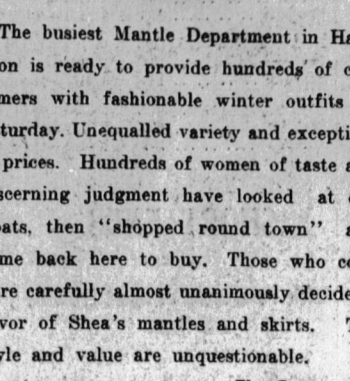 The busiest Mantle Department in Ha
on is ready to provide hundreds of c
mers with fashionable winter outfits
turday. Unequalled variety and excepti
prices. Hundreds of women of taste a
scerning judgment have looked at
oats, then "shopped round town" a
me back here to buy. Those who co
re carefully almost unanimously decide
vor of Shea's mantles and skirts. T
yle and value are unquestionable.